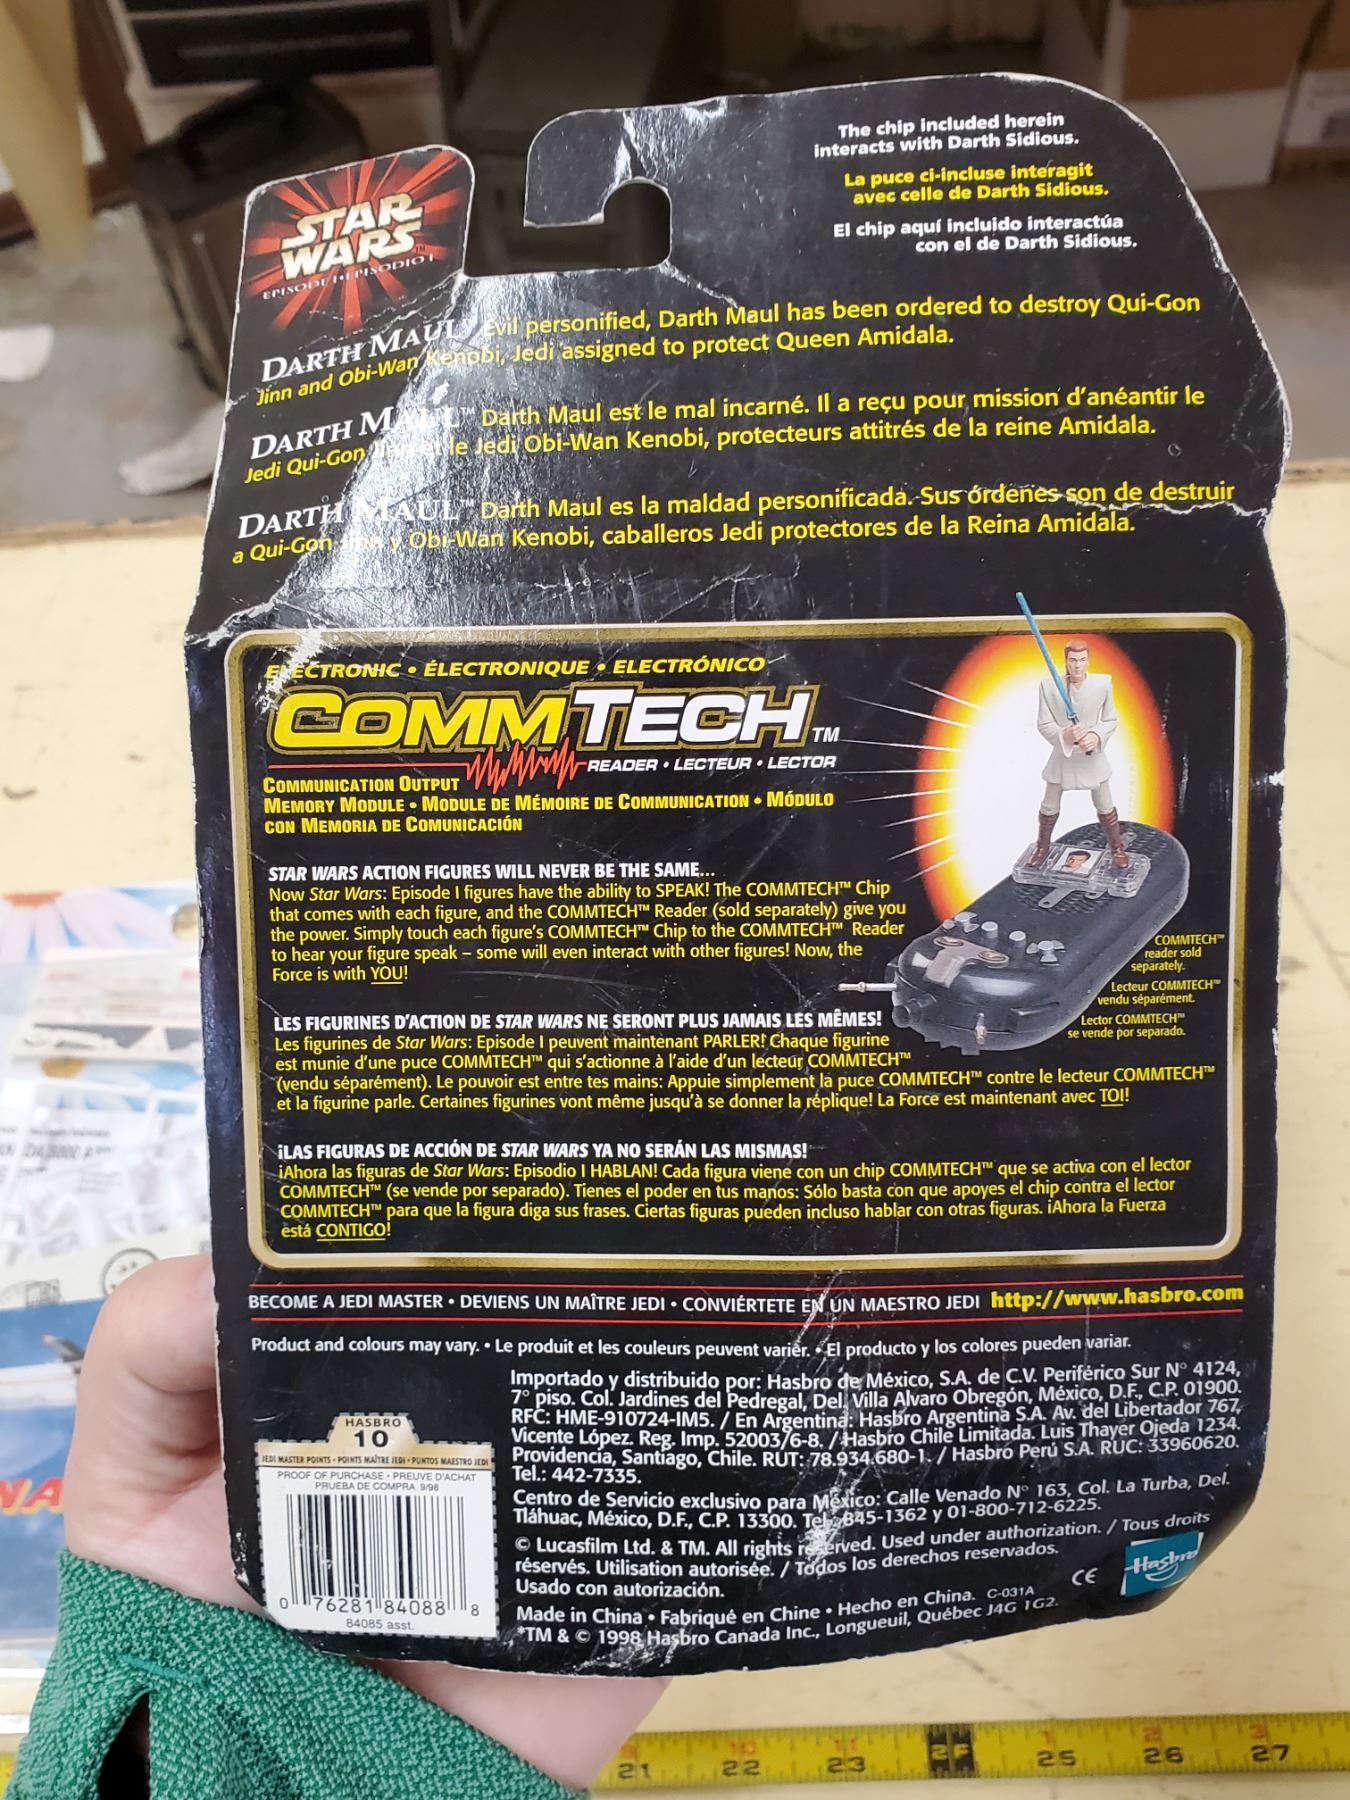 The chip included herein
interacts with Darth Sidious.
La puce ci-incluse interagit
avec celle de Darth Sidious.
El chip aquí incluido interactúa
con el de Darth Sidious.
STAR
WARS™
EPISODE I • EPISODIO I
DARTH MAUL Evil personified, Darth Maul has been ordered to destroy Qui-Gon
Jinn and Obi-Wan Kenobi, Jedi assigned to protect Queen Amidala.
DARTH MAUL™ Darth Maul est le mal incarné. Il a reçu pour mission d'anéantir le
Jedi Qui-Gon et le Jedi Obi-Wan Kenobi, protecteurs attitrés de la reine Amidala.
DARTH MAUL™ Darth Maul es la maldad personificada. Sus órdenes son de destruir
a Qui-Gon y Obi-Wan Kenobi, caballeros Jedi protectores de la Reina Amidala.
ELECTRONIC • ÉLECTRONIQUE • ELECTRÓNICO
COMMTECH™
READER • LECTEUR • LECTOR
COMMUNICATION OUTPUT
MEMORY MODULE • MODULE DE MÉMOIRE DE COMMUNICATION • MÓDULO
CON MEMORIA DE COMUNICACIÓN
STAR WARS ACTION FIGURES WILL NEVER BE THE SAME...
Now Star Wars: Episode I figures have the ability to SPEAK! The COMMTECH™ Chip
that comes with each figure, and the COMMTECH™ Reader (sold separately) give you
the power. Simply touch each figure's COMMTECH™ Chip to the COMMTECH™ Reader
to hear your figure speak – some will even interact with other figures! Now, the
Force is with YOU!
COMMTECH™
reader sold
separately.
Lecteur COMMTECH™
vendu séparément.
Lector COMMTECH™
se vende por separado.
LES FIGURINES D'ACTION DE STAR WARS NE SERONT PLUS JAMAIS LES MÊMES!
Les figurines de Star Wars: Episode I peuvent maintenant PARLER! Chaque figurine
est munie d'une puce COMMTECH™ qui s'actionne à l'aide d'un lecteur COMMTECH™
(vendu séparément). Le pouvoir est entre tes mains: Appuie simplement la puce COMMTECH™ contre le lecteur COMMTECH™
et la figurine parle. Certaines figurines vont même jusqu'à se donner la réplique! La Force est maintenant avec TOI!
¡LAS FIGURAS DE ACCIÓN DE STAR WARS YA NO SERÁN LAS MISMAS!
¡Ahora las figuras de Star Wars: Episodio I HABLAN! Cada figura viene con un chip COMMTECH™ que se activa con el lector
COMMTECH™ (se vende por separado). Tienes el poder en tus manos: Sólo basta con que apoyes el chip contra el lector
COMMTECH™ para que la figura diga sus frases. Ciertas figuras pueden incluso hablar con otras figuras. ¡Ahora la Fuerza
está CONTIGO!
BECOME A JEDI MASTER • DEVIENS UN MAÎTRE JEDI • CONVIÉRTETE EN UN MAESTRO JEDI http://www.hasbro.com
Product and colours may vary. • Le produit et les couleurs peuvent varier. • El producto y los colores pueden variar.
Importado y distribuido por: Hasbro de México, S.A. de C.V. Periférico Sur N° 4124,
7° piso. Col. Jardines del Pedregal, Del. Villa Alvaro Obregón, México, D.F., C.P. 01900.
RFC: HME-910724-IM5. / En Argentina: Hasbro Argentina S.A. Av. del Libertador 767,
Vicente López. Reg. Imp. 52003/6-8. / Hasbro Chile Limitada. Luis Thayer Ojeda 1234.
Providencia, Santiago, Chile. RUT: 78.934.680-1. / Hasbro Perú S.A. RUC: 33960620.
Tel.: 442-7335.
Centro de Servicio exclusivo para México: Calle Venado N° 163, Col. La Turba, Del.
Tláhuac, México, D.F., C.P. 13300. Tel. 845-1362 y 01-800-712-6225.
© Lucasfilm Ltd. & TM. All rights reserved. Used under authorization. / Tous droits
réservés. Utilisation autorisée. / Todos los derechos reservados.
Usado con autorización.
Made in China • Fabriqué en Chine • Hecho en China. C-031A
*TM & © 1998 Hasbro Canada Inc., Longueuil, Québec J4G 1G2.
CE
Hasbro
HASBRO
10
JEDI MASTER POINTS • POINTS MAÎTRE JEDI • PUNTOS MAESTRO JEDI
PROOF OF PURCHASE • PREUVE D'ACHAT
PRUEBA DE COMPRA 9/98
0 76281 84088 8
84085 asst.
21 22 23 2F 25 26 27